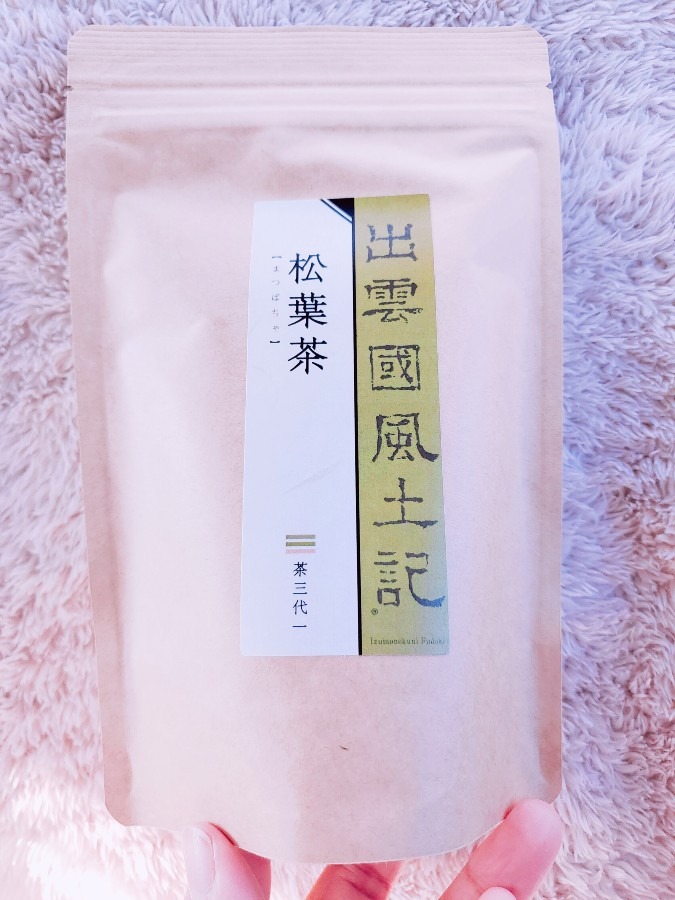 出雲國風土記
®
Izumonokuni Fudoki
松葉茶
【まつばちゃ】
茶三代一